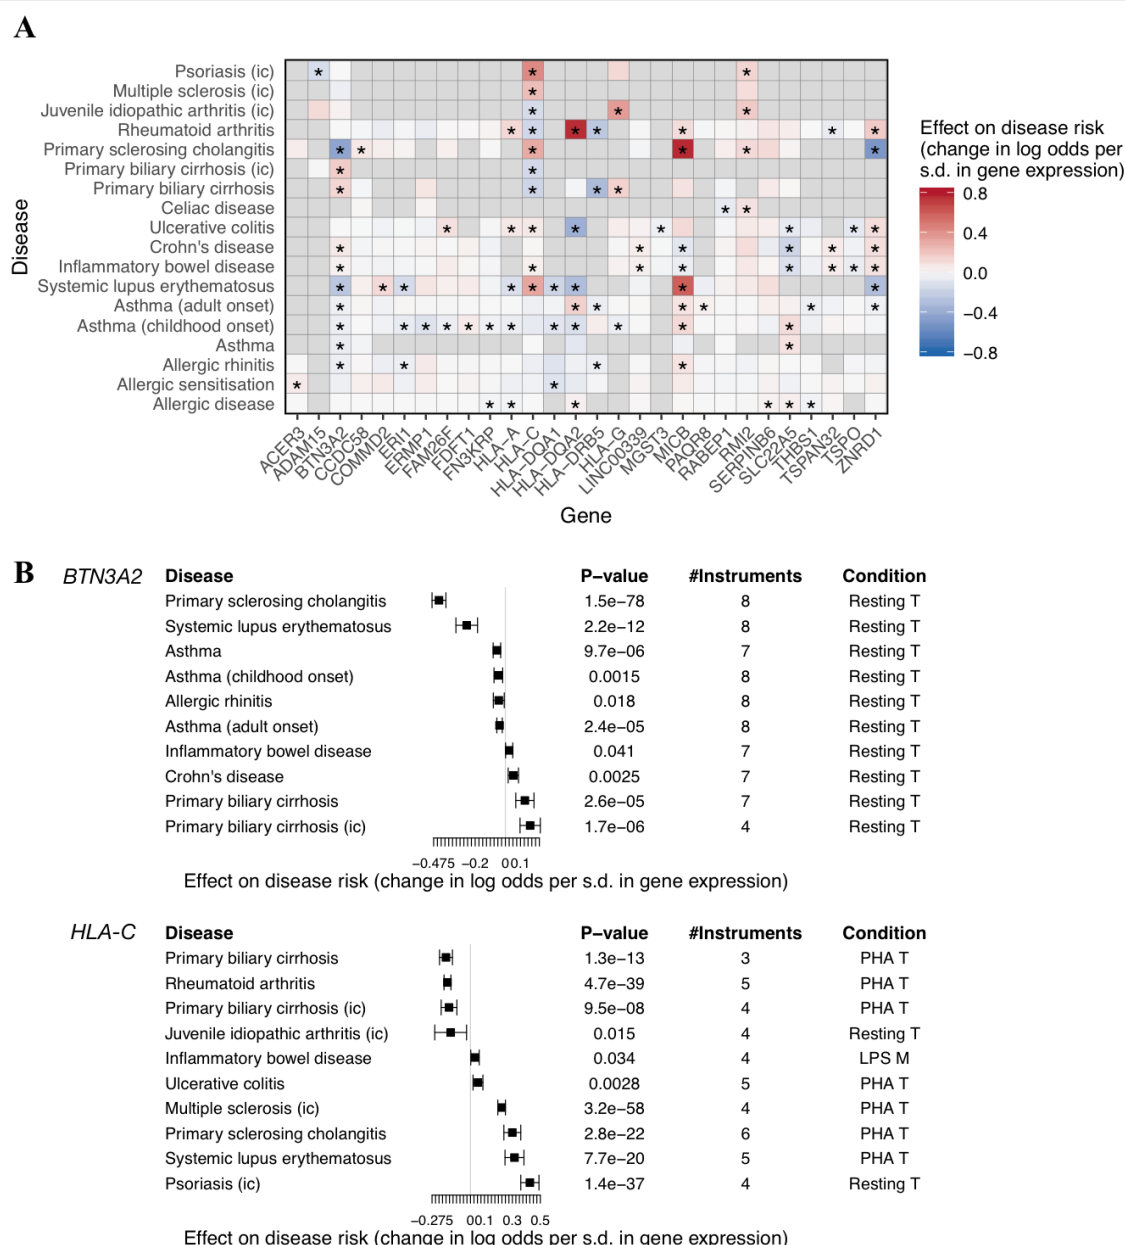 A
Psoriasis (ic)
Multiple sclerosis (ic)
Juvenile idiopathic arthritis (ic)
Rheumatoid arthritis
Primary sclerosing cholangitis
Primary biliary cirrhosis (ic)
Primary biliary cirrhosis
Celiac disease
Ulcerative colitis
Crohn's disease
Inflammatory bowel disease
Systemic lupus erythematosus
Asthma (adult onset)
Asthma (childhood onset)
Asthma
Allergic rhinitis
Allergic sensitisation
Allergic disease
Disease
ACER3
ADAM15
BTN3A2
CCDC58
COMMD2
ERI1
ERMP1
FAM26F
FDFT1
FN3KRP
HLA−A
HLA−C
HLA−DQA1
HLA−DQA2
HLA−DRB5
HLA−G
LINC00339
MGST3
MICB
PAQR8
RABEP1
RMI2
SERPINB6
SLC22A5
THBS1
TSPAN32
TSPO
ZNRD1
Gene
Effect on disease risk
(change in log odds per
s.d. in gene expression)
0.8
0.4
0.0
−0.4
−0.8
B
BTN3A2 Disease P−value #Instruments Condition
Primary sclerosing cholangitis 1.5e−78 8 Resting T
Systemic lupus erythematosus 2.2e−12 8 Resting T
Asthma 9.7e−06 7 Resting T
Asthma (childhood onset) 0.0015 8 Resting T
Allergic rhinitis 0.018 8 Resting T
Asthma (adult onset) 2.4e−05 8 Resting T
Inflammatory bowel disease 0.041 7 Resting T
Crohn's disease 0.0025 7 Resting T
Primary biliary cirrhosis 2.6e−05 7 Resting T
Primary biliary cirrhosis (ic) 1.7e−06 4 Resting T
−0.475 −0.2 0 0.1
Effect on disease risk (change in log odds per s.d. in gene expression)
HLA-C Disease P−value #Instruments Condition
Primary biliary cirrhosis 1.3e−13 3 PHA T
Rheumatoid arthritis 4.7e−39 5 PHA T
Primary biliary cirrhosis (ic) 9.5e−08 4 PHA T
Juvenile idiopathic arthritis (ic) 0.015 4 Resting T
Inflammatory bowel disease 0.034 4 LPS M
Ulcerative colitis 0.0028 5 PHA T
Multiple sclerosis (ic) 3.2e−58 4 PHA T
Primary sclerosing cholangitis 2.8e−22 6 PHA T
Systemic lupus erythematosus 7.7e−20 5 PHA T
Psoriasis (ic) 1.4e−37 4 Resting T
−0.275 0 0.1 0.3 0.5
Effect on disease risk (change in log odds per s.d. in gene expression)